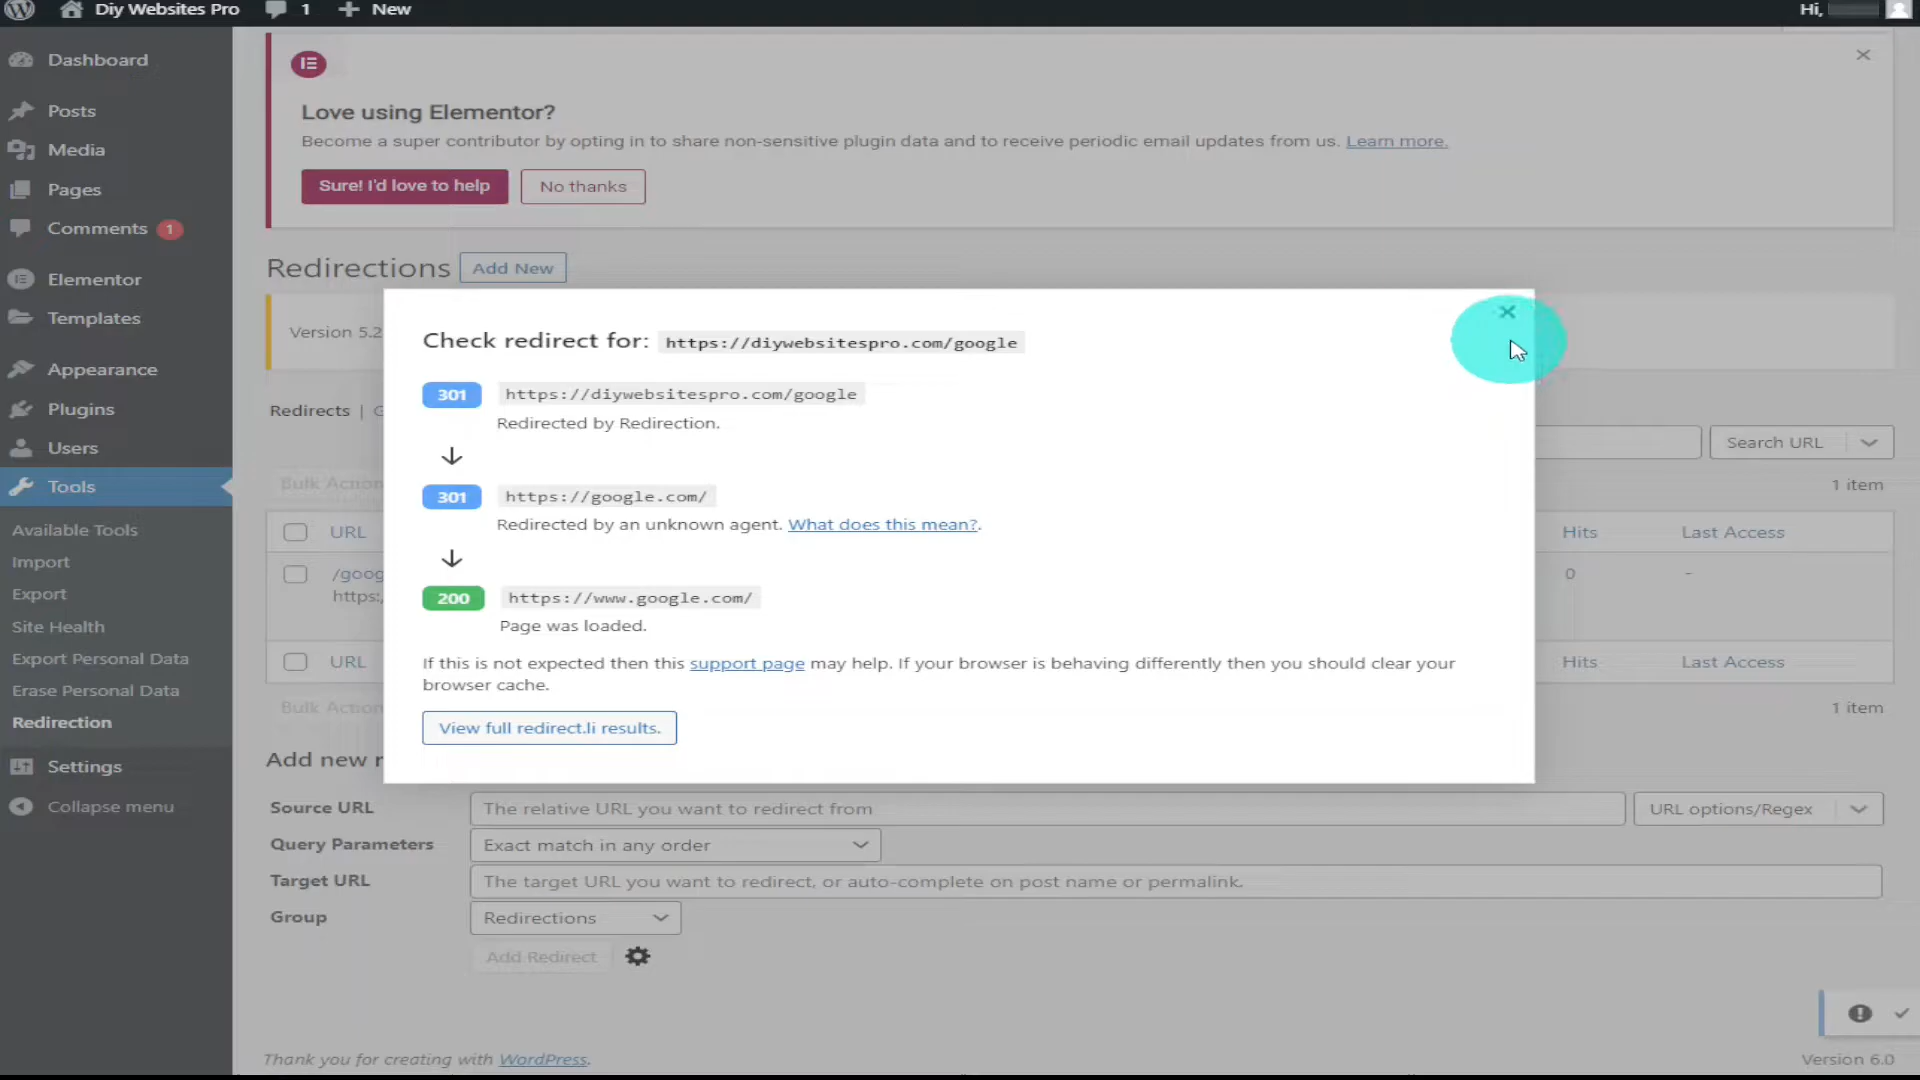 Diy Websites Pro 1 New Hi,
Dashboard
Posts
Media
Pages
Comments 1
Elementor
Templates
Appearance
Plugins
Users
Tools
Available Tools
Import
Export
Site Health
Export Personal Data
Erase Personal Data
Redirection
Settings
Collapse menu
Love using Elementor?
Become a super contributor by opting in to share non-sensitive plugin data and to receive periodic email updates from us. Learn more.
Sure! I'd love to help No thanks
Redirections Add New
Version 5.2
Redirects |
Search URL
Bulk Action
1 item
URL Hits Last Access
/goog 0 -
https:
URL Hits Last Access
Bulk Action
1 item
Check redirect for: https://diywebsitespro.com/google
301 https://diywebsitespro.com/google
Redirected by Redirection.
301 https://google.com/
Redirected by an unknown agent. What does this mean?.
200 https://www.google.com/
Page was loaded.
If this is not expected then this support page may help. If your browser is behaving differently then you should clear your
browser cache.
View full redirect.li results.
Add new r
Source URL The relative URL you want to redirect from URL options/Regex
Query Parameters Exact match in any order
Target URL The target URL you want to redirect, or auto-complete on post name or permalink.
Group Redirections
Add Redirect
Thank you for creating with WordPress.
Version 6.0